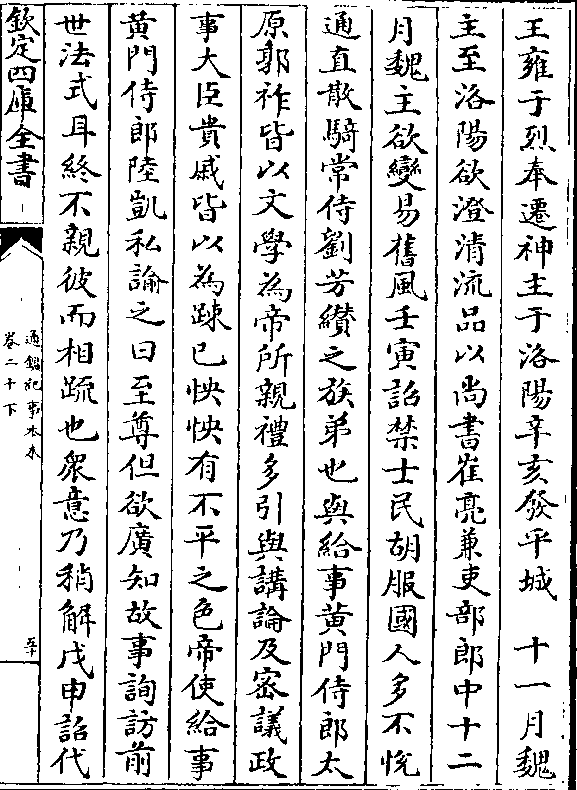 王雍于烈奉遷神主于洛陽辛亥發平城　十一月魏
主至洛陽欲澄清流品以尚書崔亮兼吏部郎中十二
月魏主欲變易舊風壬寅詔禁士民胡服國人多不悅
通直散騎常侍劉芳纘之族弟也與給事黄門侍郎太
原郭祚皆以文學為帝所親禮多引與講論及密議政
事大臣貴戚皆以為踈已怏怏有不平之色帝使給事
黄門侍郎陸凱私諭之曰至尊但欲廣知故事詢訪前
世法式耳終不親彼而相疏也衆意乃稍解戊申詔代
欽定四庫全書
通鑑紀事本末
卷二十下
五十